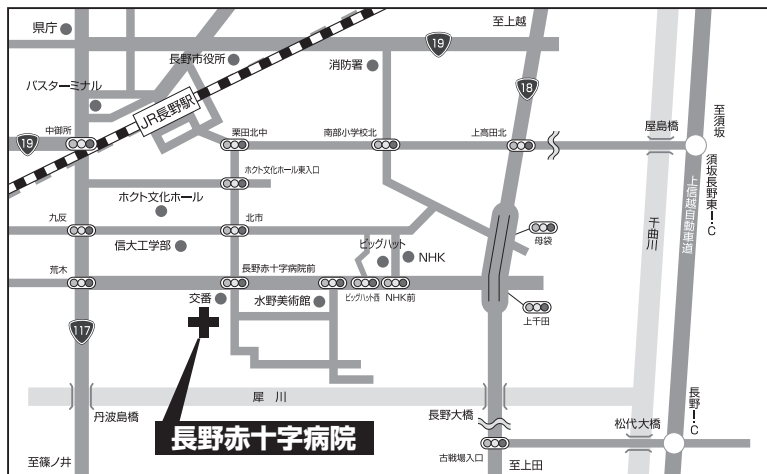 県庁
19
至上越
長野市役所
消防署
バスターミナル
18
JR長野駅
至須坂
中御所
屋島橋
19
栗田北中
南部小学校北
上高田北
須坂長野東I・C
ホクト文化ホール東入口
上信越自動車道
ホクト文化ホール
千曲川
九反
北市
母袋
信大工学部
ビッグハット
NHK
荒木
長野赤十字病院前
交番
水野美術館
ビッグハット西
NHK前
上千田
117
犀川
長野I・C
丹波島橋
長野大橋
松代大橋
長野赤十字病院
古戦場入口
至篠ノ井
至上田